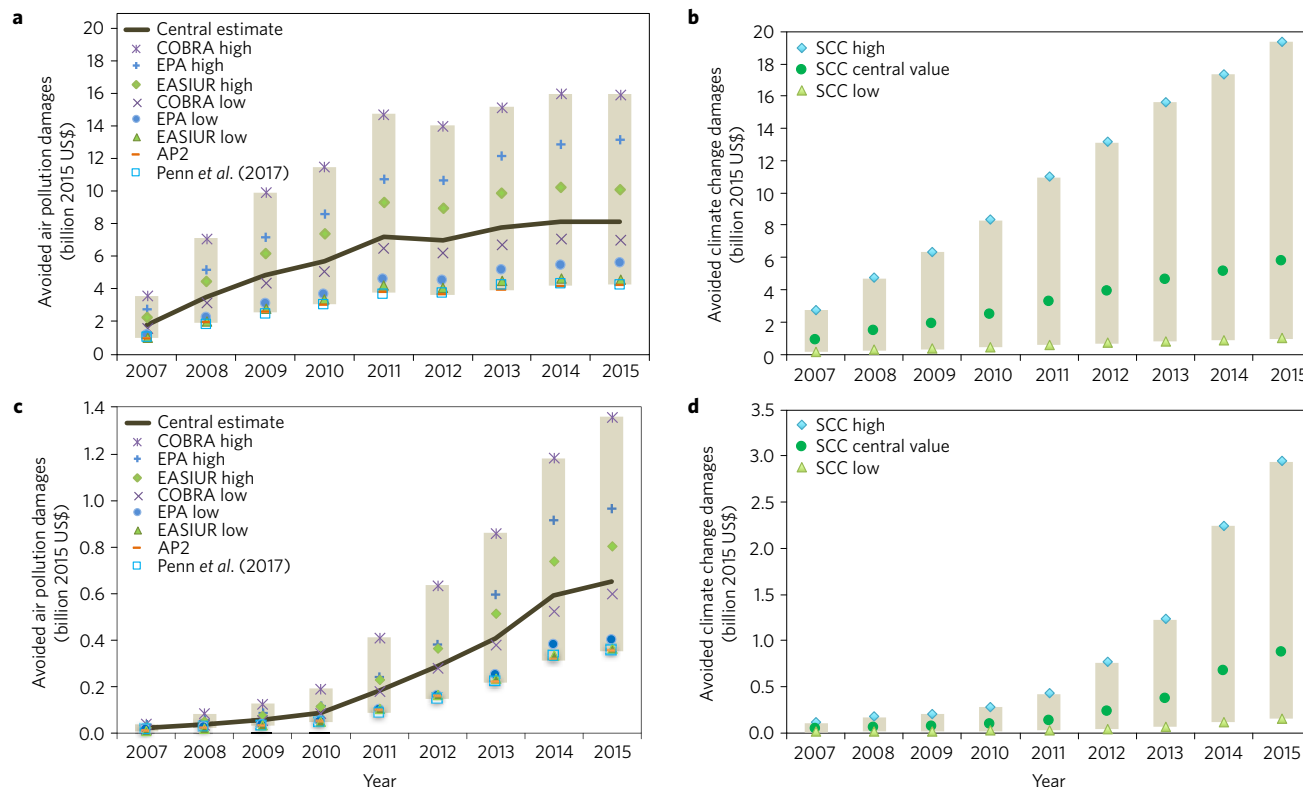 a
Avoided air pollution damages
(billion 2015 US$)
20
18
16
14
12
10
8
6
4
2
0
Central estimate
COBRA high
EPA high
EASIUR high
COBRA low
EPA low
EASIUR low
AP2
Penn et al. (2017)
2007 2008 2009 2010 2011 2012 2013 2014 2015
b
Avoided climate change damages
(billion 2015 US$)
20
18
16
14
12
10
8
6
4
2
0
SCC high
SCC central value
SCC low
2007 2008 2009 2010 2011 2012 2013 2014 2015
c
Avoided air pollution damages
(billion 2015 US$)
1.4
1.2
1.0
0.8
0.6
0.4
0.2
0.0
Central estimate
COBRA high
EPA high
EASIUR high
COBRA low
EPA low
EASIUR low
AP2
Penn et al. (2017)
2007 2008 2009 2010 2011 2012 2013 2014 2015
Year
d
Avoided climate change damages
(billion 2015 US$)
3.5
3.0
2.5
2.0
1.5
1.0
0.5
0.0
SCC high
SCC central value
SCC low
2007 2008 2009 2010 2011 2012 2013 2014 2015
Year